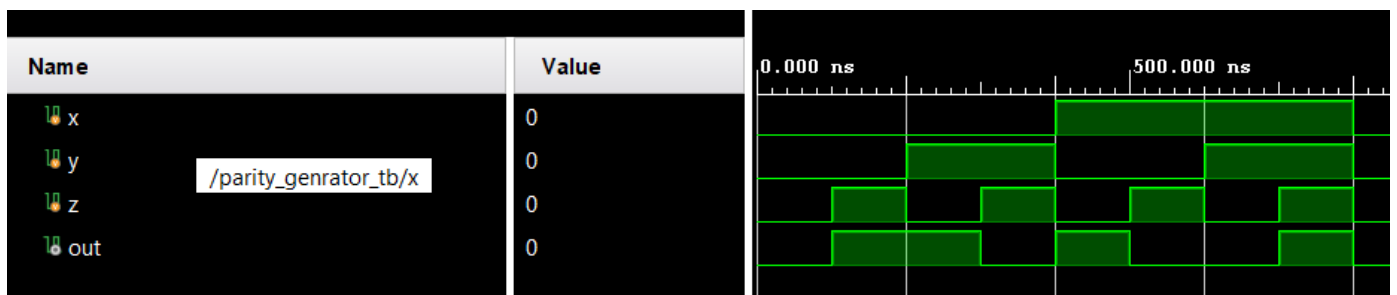 Name Value 0.000 ns 500.000 ns
x 0
y 0
/parity_genrator_tb/x
z 0
out 0